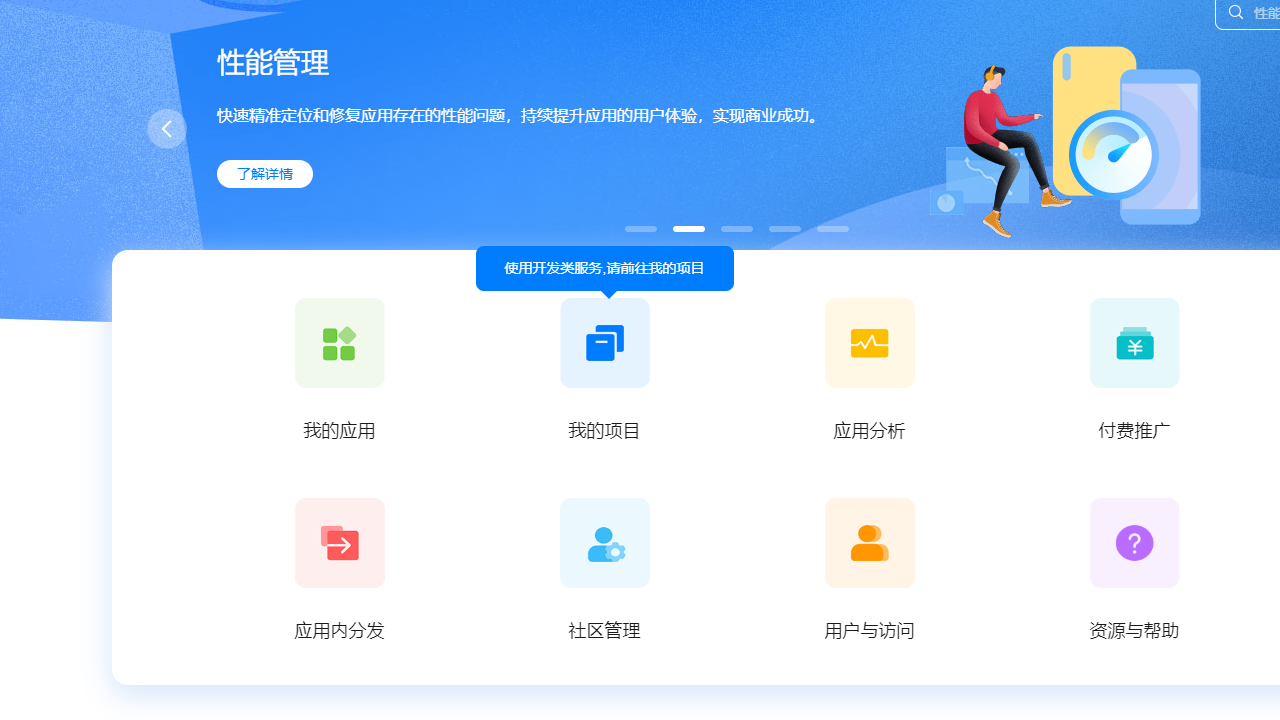 性能
性能管理
快速精准定位和修复应用存在的性能问题，持续提升应用的用户体验，实现商业成功。
了解详情
使用开发类服务,请前往我的项目
我的应用
我的项目
应用分析
付费推广
应用内分发
社区管理
用户与访问
资源与帮助